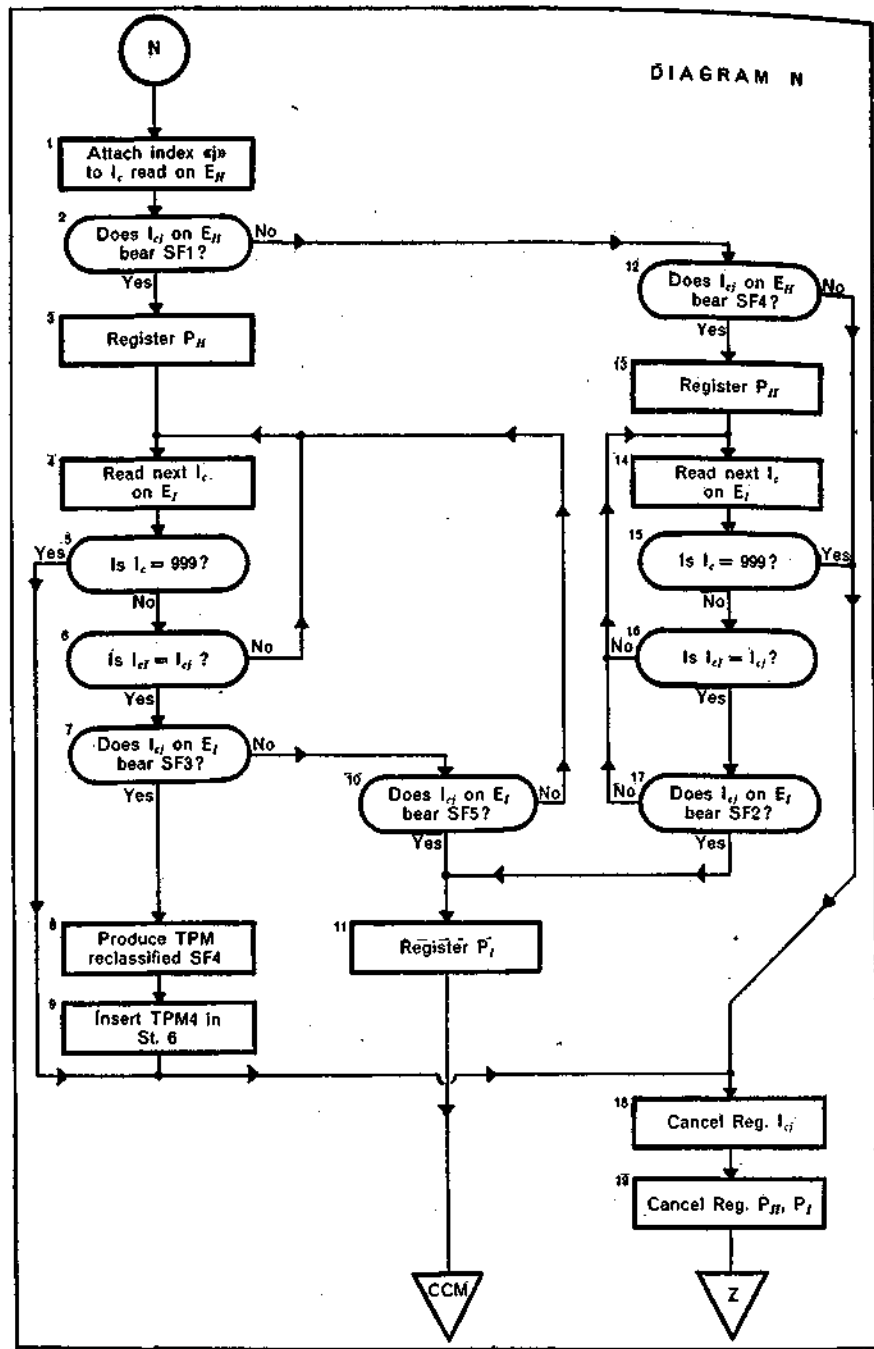 N
DIAGRAM N
1
Attach index «j»
to Ic read on EH
2
Does Icj on EH
bear SF1?
No
Yes
3
Register PH
4
Read next Ic
on EI
5
Is Ic = 999?
Yes
No
6
Is IcI = Icj ?
No
Yes
7
Does Icj on EI
bear SF3?
No
Yes
8
Produce TPM
reclassified SF4
9
Insert TPM4 in
St. 6
10
Does Icj on EI
bear SF5?
No
Yes
11
Register PI
12
Does Icj on EH
bear SF4?
No
Yes
13
Register PH
14
Read next Ic
on EI
15
Is Ic = 999?
Yes
No
16
Is IcI = Icj?
No
Yes
17
Does Icj on EI
bear SF2?
No
Yes
18
Cancel Reg. Icj
19
Cancel Reg. PH, PI
CCM
Z